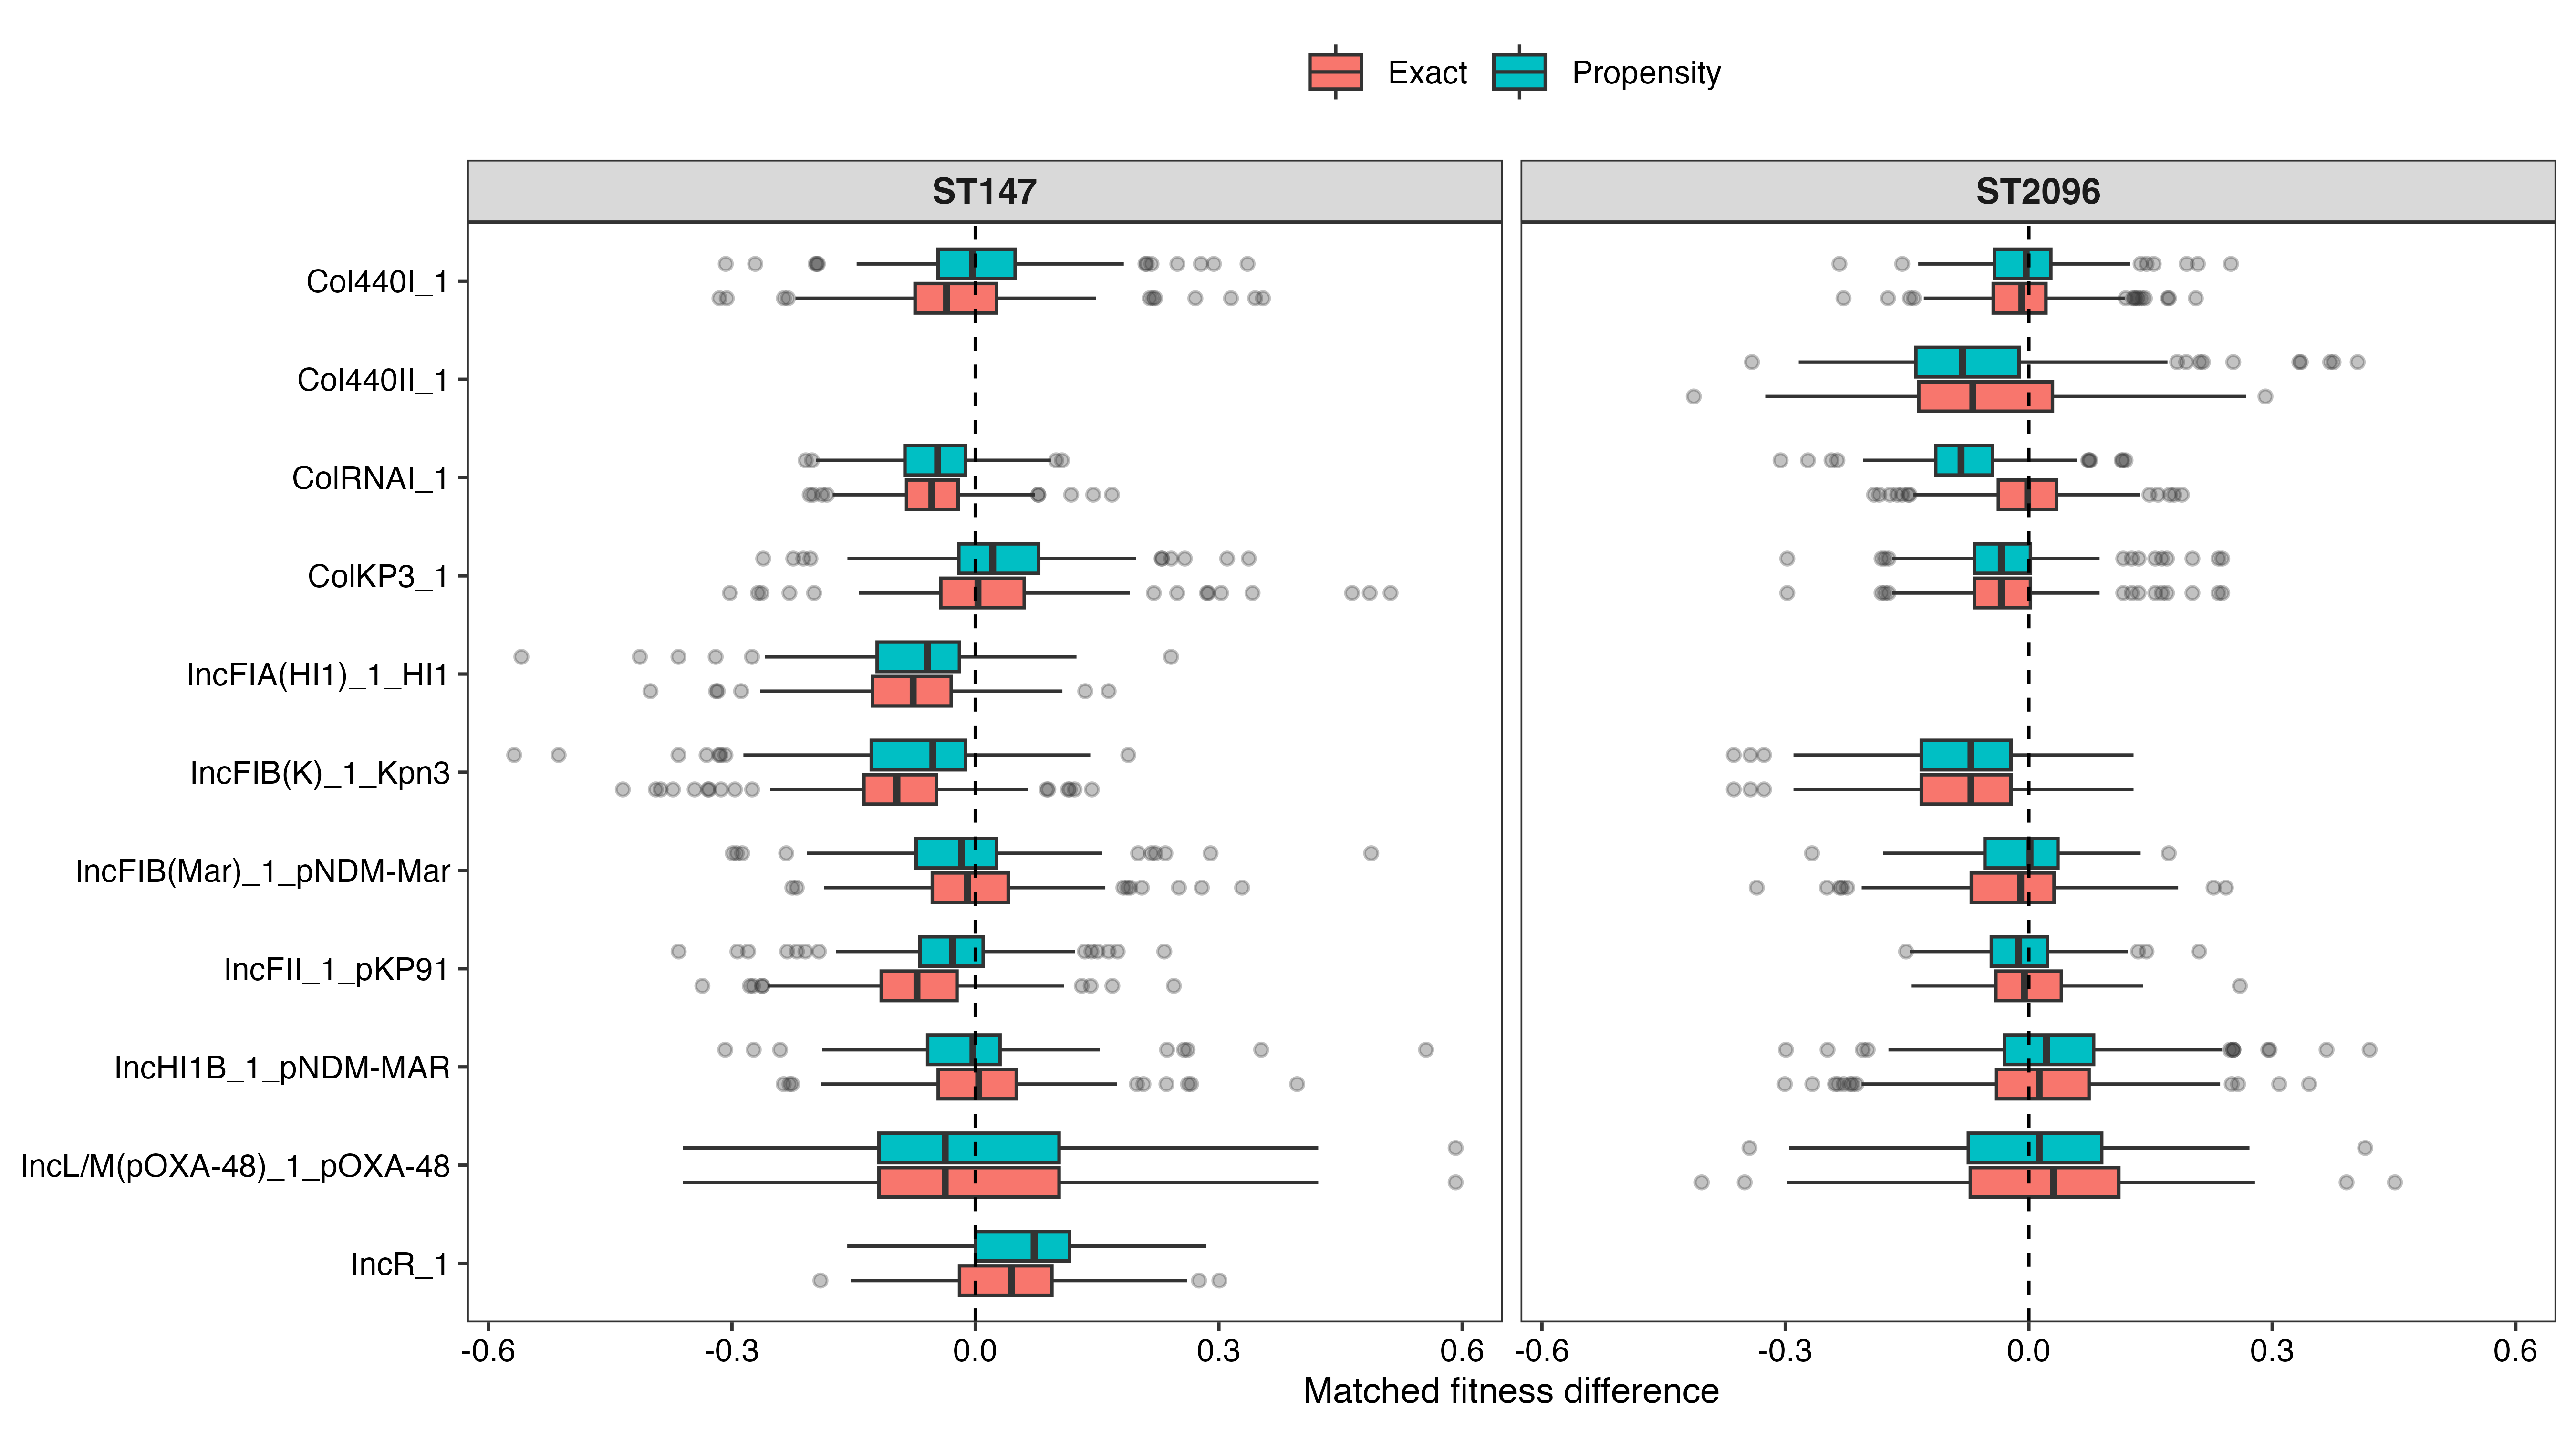 Exact Propensity
ST147 ST2096
Col440I_1
Col440II_1
ColRNAI_1
ColKP3_1
IncFIA(HI1)_1_HI1
IncFIB(K)_1_Kpn3
IncFIB(Mar)_1_pNDM-Mar
IncFII_1_pKP91
IncHI1B_1_pNDM-MAR
IncL/M(pOXA-48)_1_pOXA-48
IncR_1
-0.6 -0.3 0.0 0.3 0.6 -0.6 -0.3 0.0 0.3 0.6
Matched fitness difference